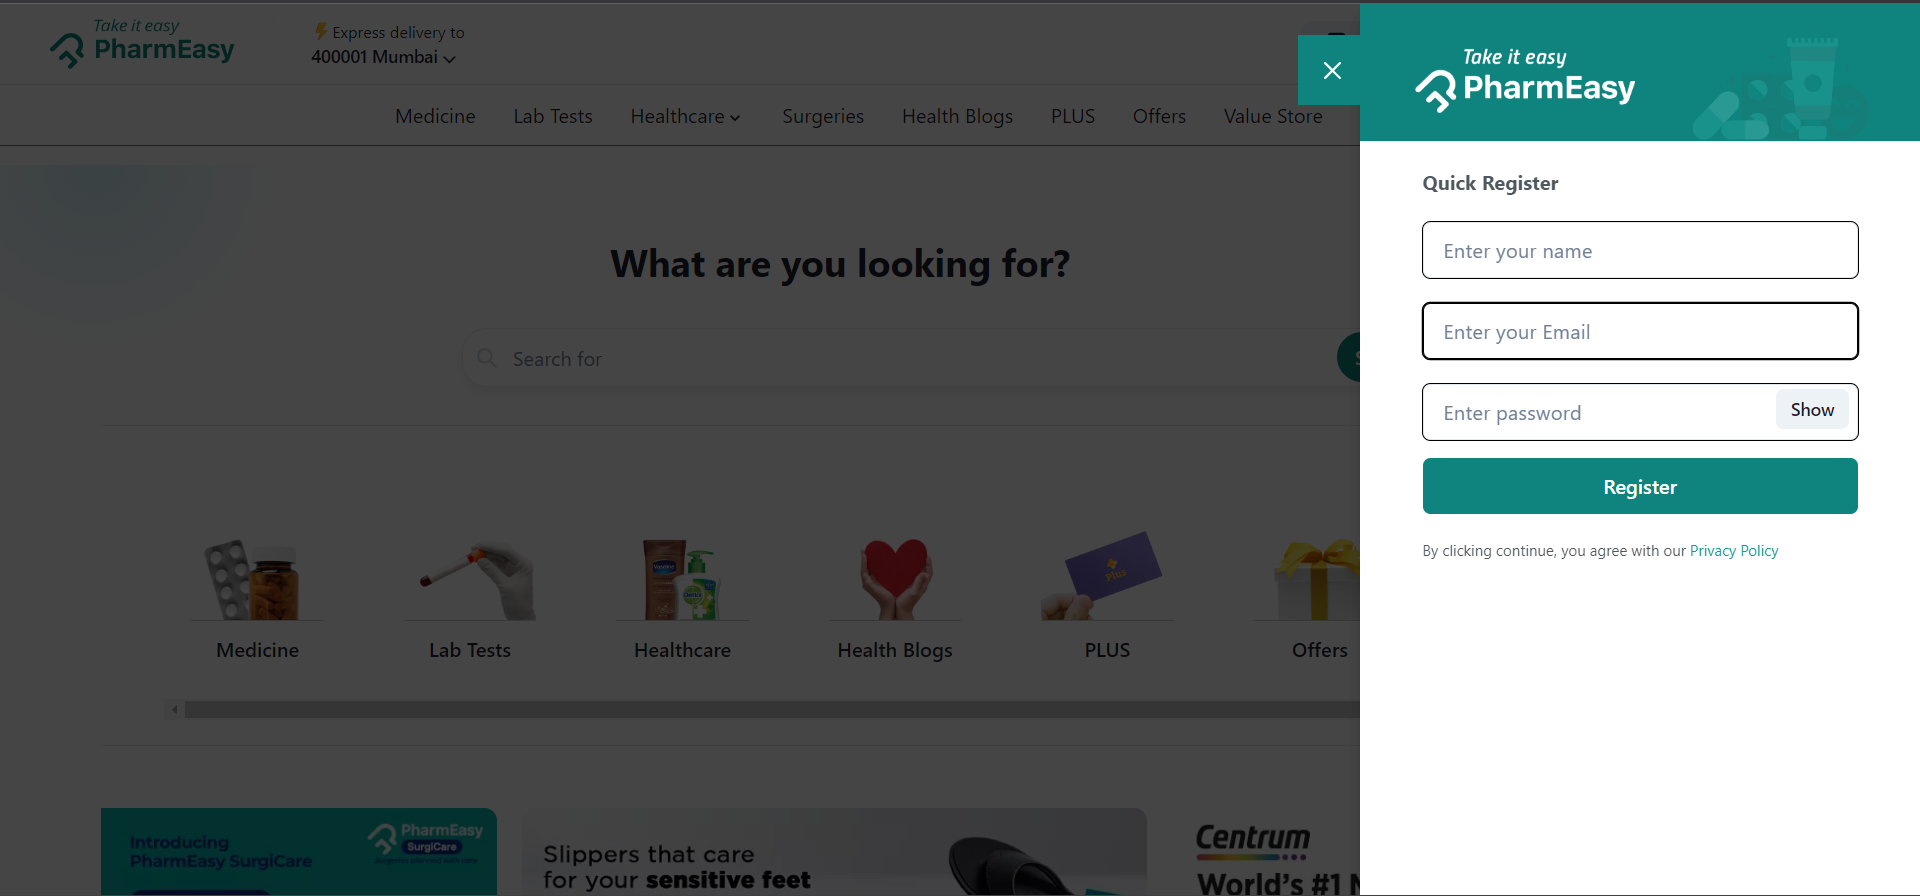 Take it easy
PharmEasy
Express delivery to
400001 Mumbai
Medicine Lab Tests Healthcare Surgeries Health Blogs PLUS Offers Value Store
What are you looking for?
Search for
Medicine Lab Tests Healthcare Health Blogs PLUS Offers
Plus
Introducing
PharmEasy SurgiCare
PharmEasy
SurgiCare
Slippers that care
for your sensitive feet
Centrum
World's #1
Take it easy
PharmEasy
Quick Register
Enter your name
Enter your Email
Enter password
Show
Register
By clicking continue, you agree with our Privacy Policy